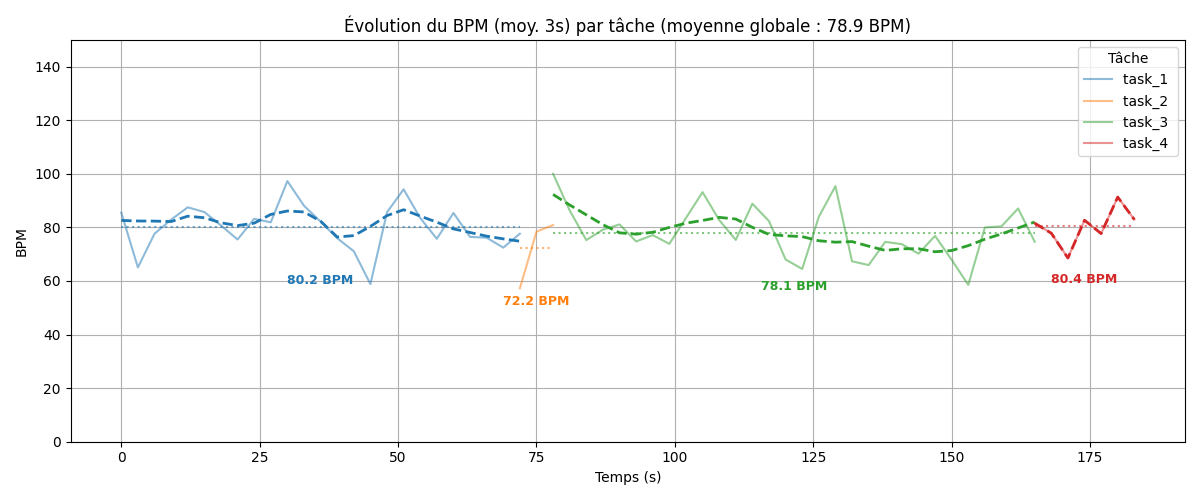 Évolution du BPM (moy. 3s) par tâche (moyenne globale : 78.9 BPM)
Tâche
task_1
task_2
task_3
task_4
BPM
140
120
100
80
60
40
20
0
80.2 BPM
72.2 BPM
78.1 BPM
80.4 BPM
0 25 50 75 100 125 150 175
Temps (s)